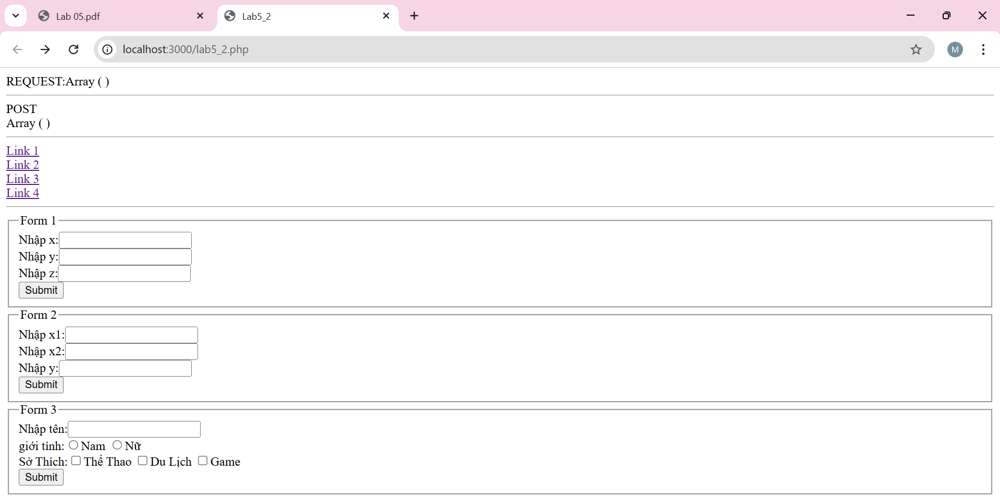 Lab 05.pdf
Lab5_2
localhost:3000/lab5_2.php
M
REQUEST:Array ( )
POST
Array ( )
Link 1
Link 2
Link 3
Link 4
Form 1
Nhập x:
Nhập y:
Nhập z:
Submit
Form 2
Nhập x1:
Nhập x2:
Nhập y:
Submit
Form 3
Nhập tên:
giới tính: Nam Nữ
Sở Thích: Thể Thao Du Lịch Game
Submit